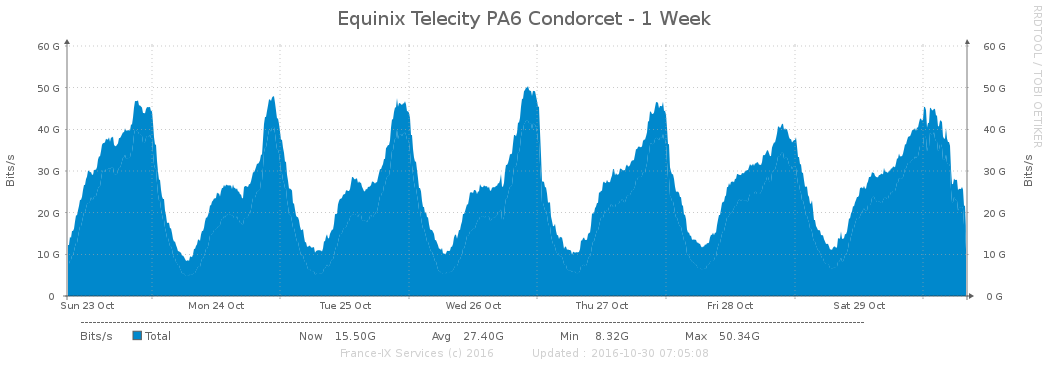 Equinix Telecity PA6 Condorcet - 1 Week
RRDTOOL / TOBI OETIKER
60 G 60 G
50 G 50 G
40 G 40 G
30 G 30 G
20 G 20 G
10 G 10 G
0 0 G
Bits/s
Bits/s
Sun 23 Oct Mon 24 Oct Tue 25 Oct Wed 26 Oct Thu 27 Oct Fri 28 Oct Sat 29 Oct
Bits/s Total Now 15.50G Avg 27.40G Min 8.32G Max 50.34G
France-IX Services (c) 2016 Updated : 2016-10-30 07:05:08